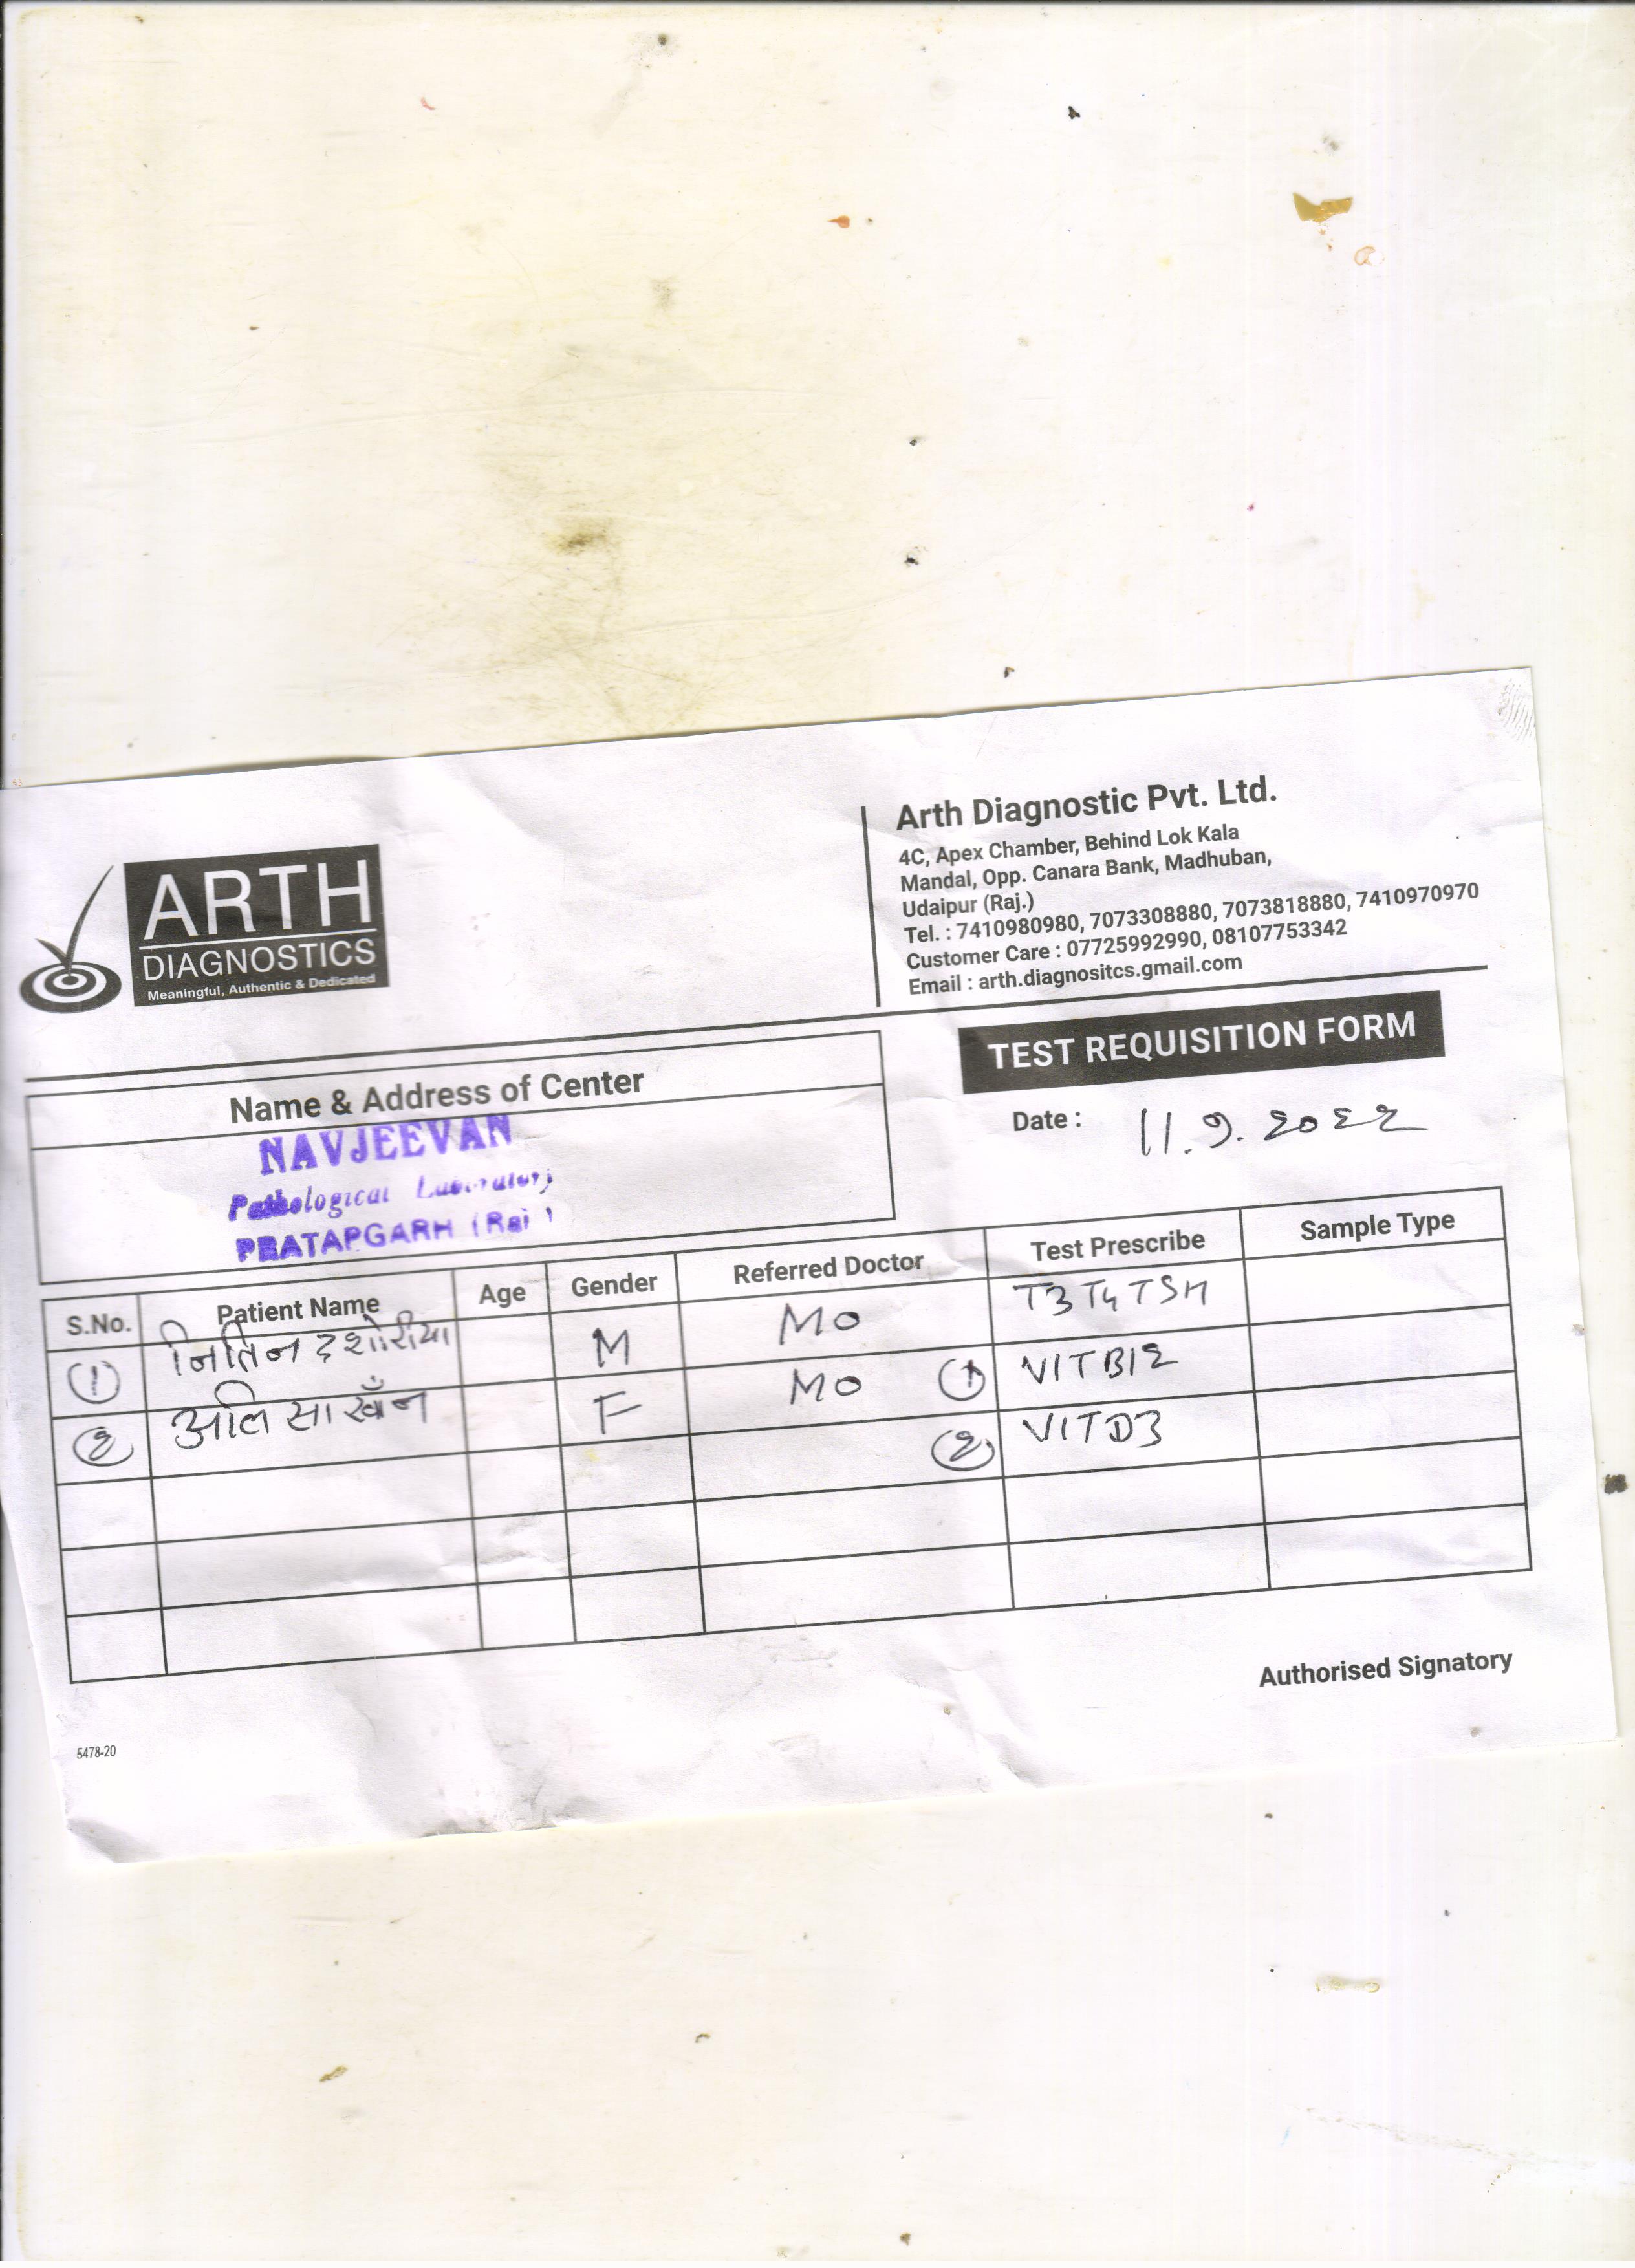 ARTH
DIAGNOSTICS
Meaningful, Authentic & Dedicated
Arth Diagnostic Pvt. Ltd.
4C, Apex Chamber, Behind Lok Kala
Mandal, Opp. Canara Bank, Madhuban,
Udaipur (Raj.)
Tel. : 7410980980, 7073308880, 7073818880, 7410970970
Customer Care : 07725992990, 08107753342
Email : arth.diagnositcs.gmail.com
TEST REQUISITION FORM
Name & Address of Center
NAVJEEVAN
Pathological Laboratory
PRATAPGARH (Raj)
Date : 11.9.2022
S.No. Patient Name Age Gender Referred Doctor Test Prescribe Sample Type
1 नितिन दशोरीया M MO T3 T4 TSH
2 अलिसा खाँन F MO 1 VITB12
2 VITD3
Authorised Signatory
5478-20